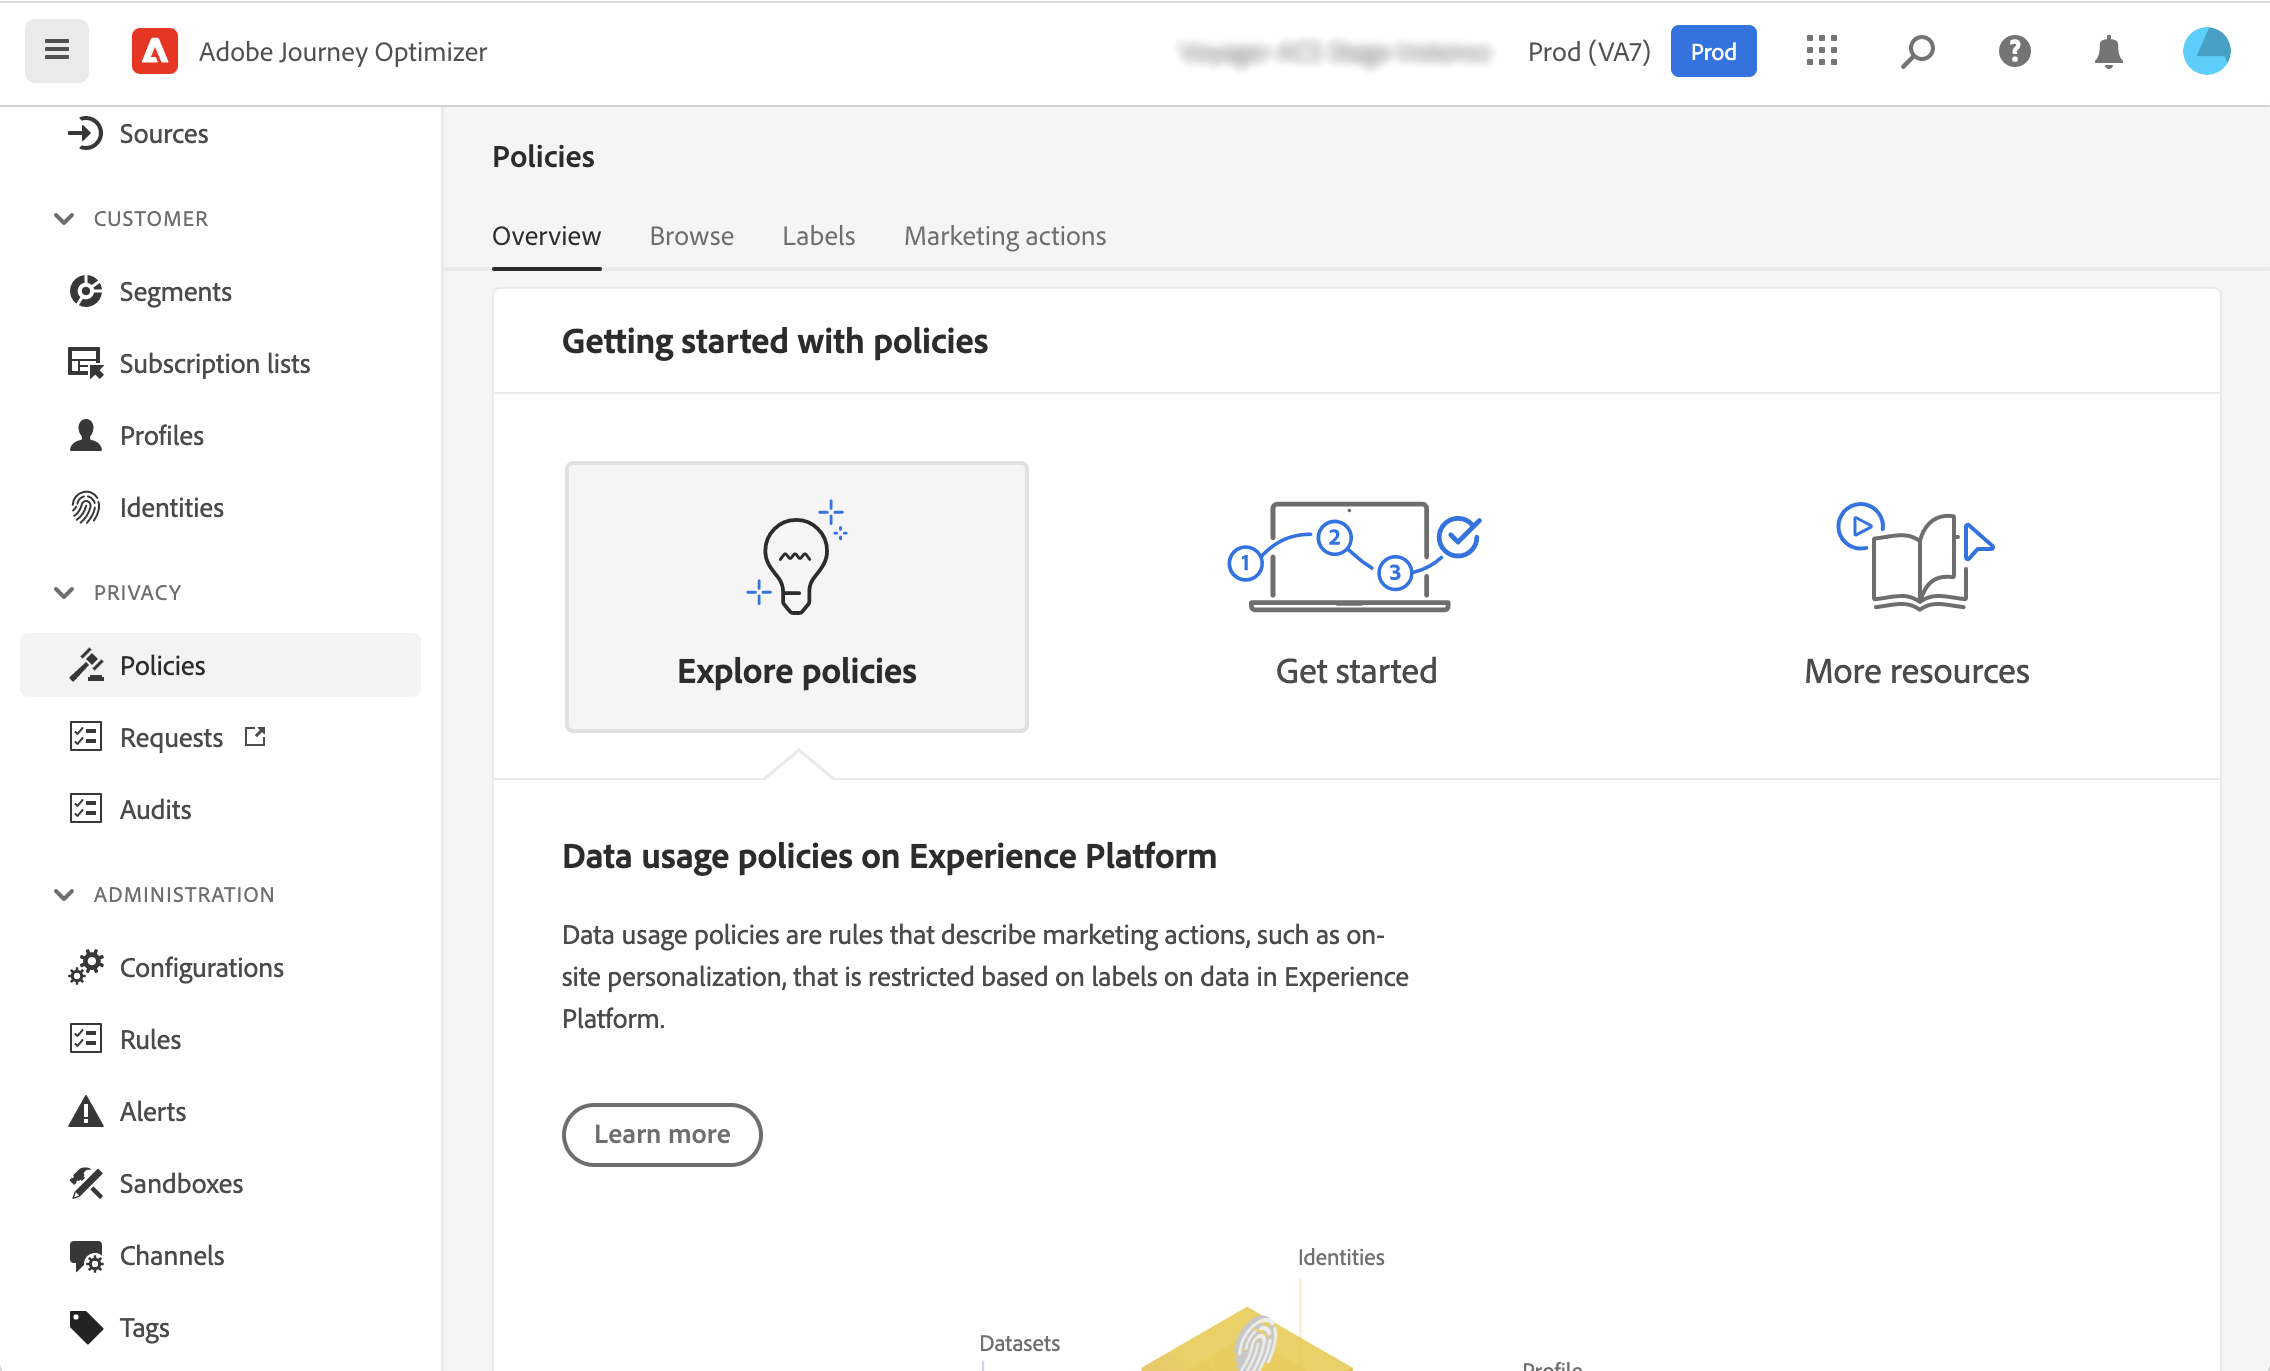 Adobe Journey Optimizer
Prod (VA7)
Prod
Sources
CUSTOMER
Segments
Subscription lists
Profiles
Identities
PRIVACY
Policies
Requests
Audits
ADMINISTRATION
Configurations
Rules
Alerts
Sandboxes
Channels
Tags
Policies
Overview
Browse
Labels
Marketing actions
Getting started with policies
1
2
3
Explore policies
Get started
More resources
Data usage policies on Experience Platform
Data usage policies are rules that describe marketing actions, such as on-
site personalization, that is restricted based on labels on data in Experience
Platform.
Learn more
Identities
Datasets
Profile